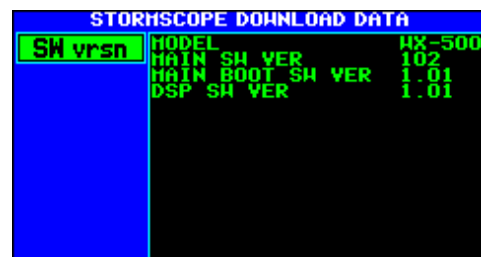 STORMSCOPE DOWNLOAD DATA
SW vrsn
MODEL WX-500
MAIN SW VER 102
MAIN BOOT SW VER 1.01
DSP SW VER 1.01